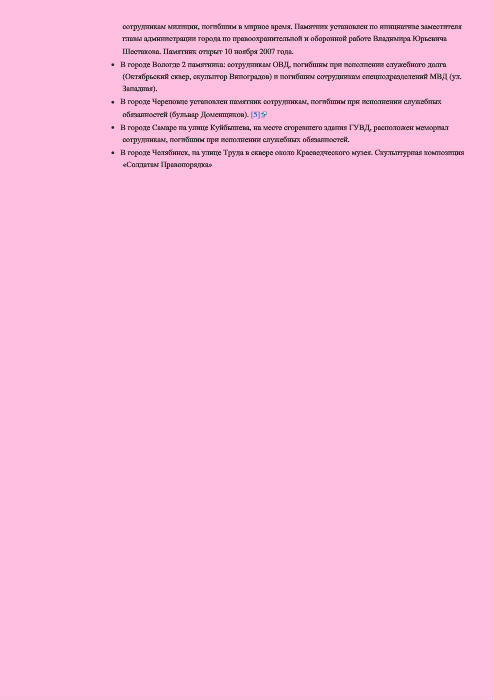 сотрудникам милиции, погибшим в мирное время. Памятник установлен по инициативе заместителя
главы администрации города по правоохранительной и оборонной работе Владимира Юрьевича
Шестакова. Памятник открыт 10 ноября 2007 года.
• В городе Вологде 2 памятника: сотрудникам ОВД, погибшим при исполнении служебного долга
(Октябрьский сквер, скульптор Виноградов) и погибшим сотрудникам спецподразделений МВД (ул.
Западная).
• В городе Череповце установлен памятник сотрудникам, погибшим при исполнении служебных
обязанностей (бульвар Доменщиков). [5]
• В городе Самаре на улице Куйбышева, на месте сгоревшего здания ГУВД, расположен мемориал
сотрудникам, погибшим при исполнении служебных обязанностей.
• В городе Челябинск, на улице Труда в сквере около Краеведческого музея. Скульптурная композиция
«Солдатам Правопорядка»